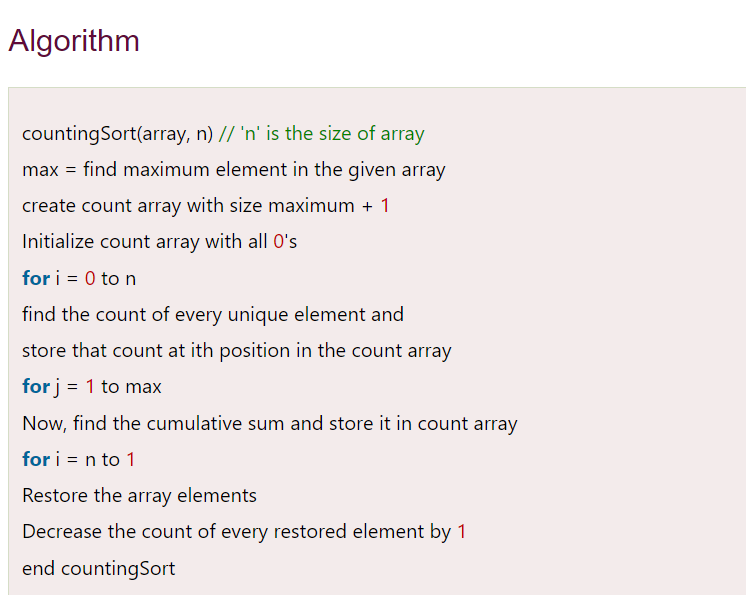 Algorithm
countingSort(array, n) // 'n' is the size of array
max = find maximum element in the given array
create count array with size maximum + 1
Initialize count array with all 0's
for i = 0 to n
find the count of every unique element and
store that count at ith position in the count array
for j = 1 to max
Now, find the cumulative sum and store it in count array
for i = n to 1
Restore the array elements
Decrease the count of every restored element by 1
end countingSort